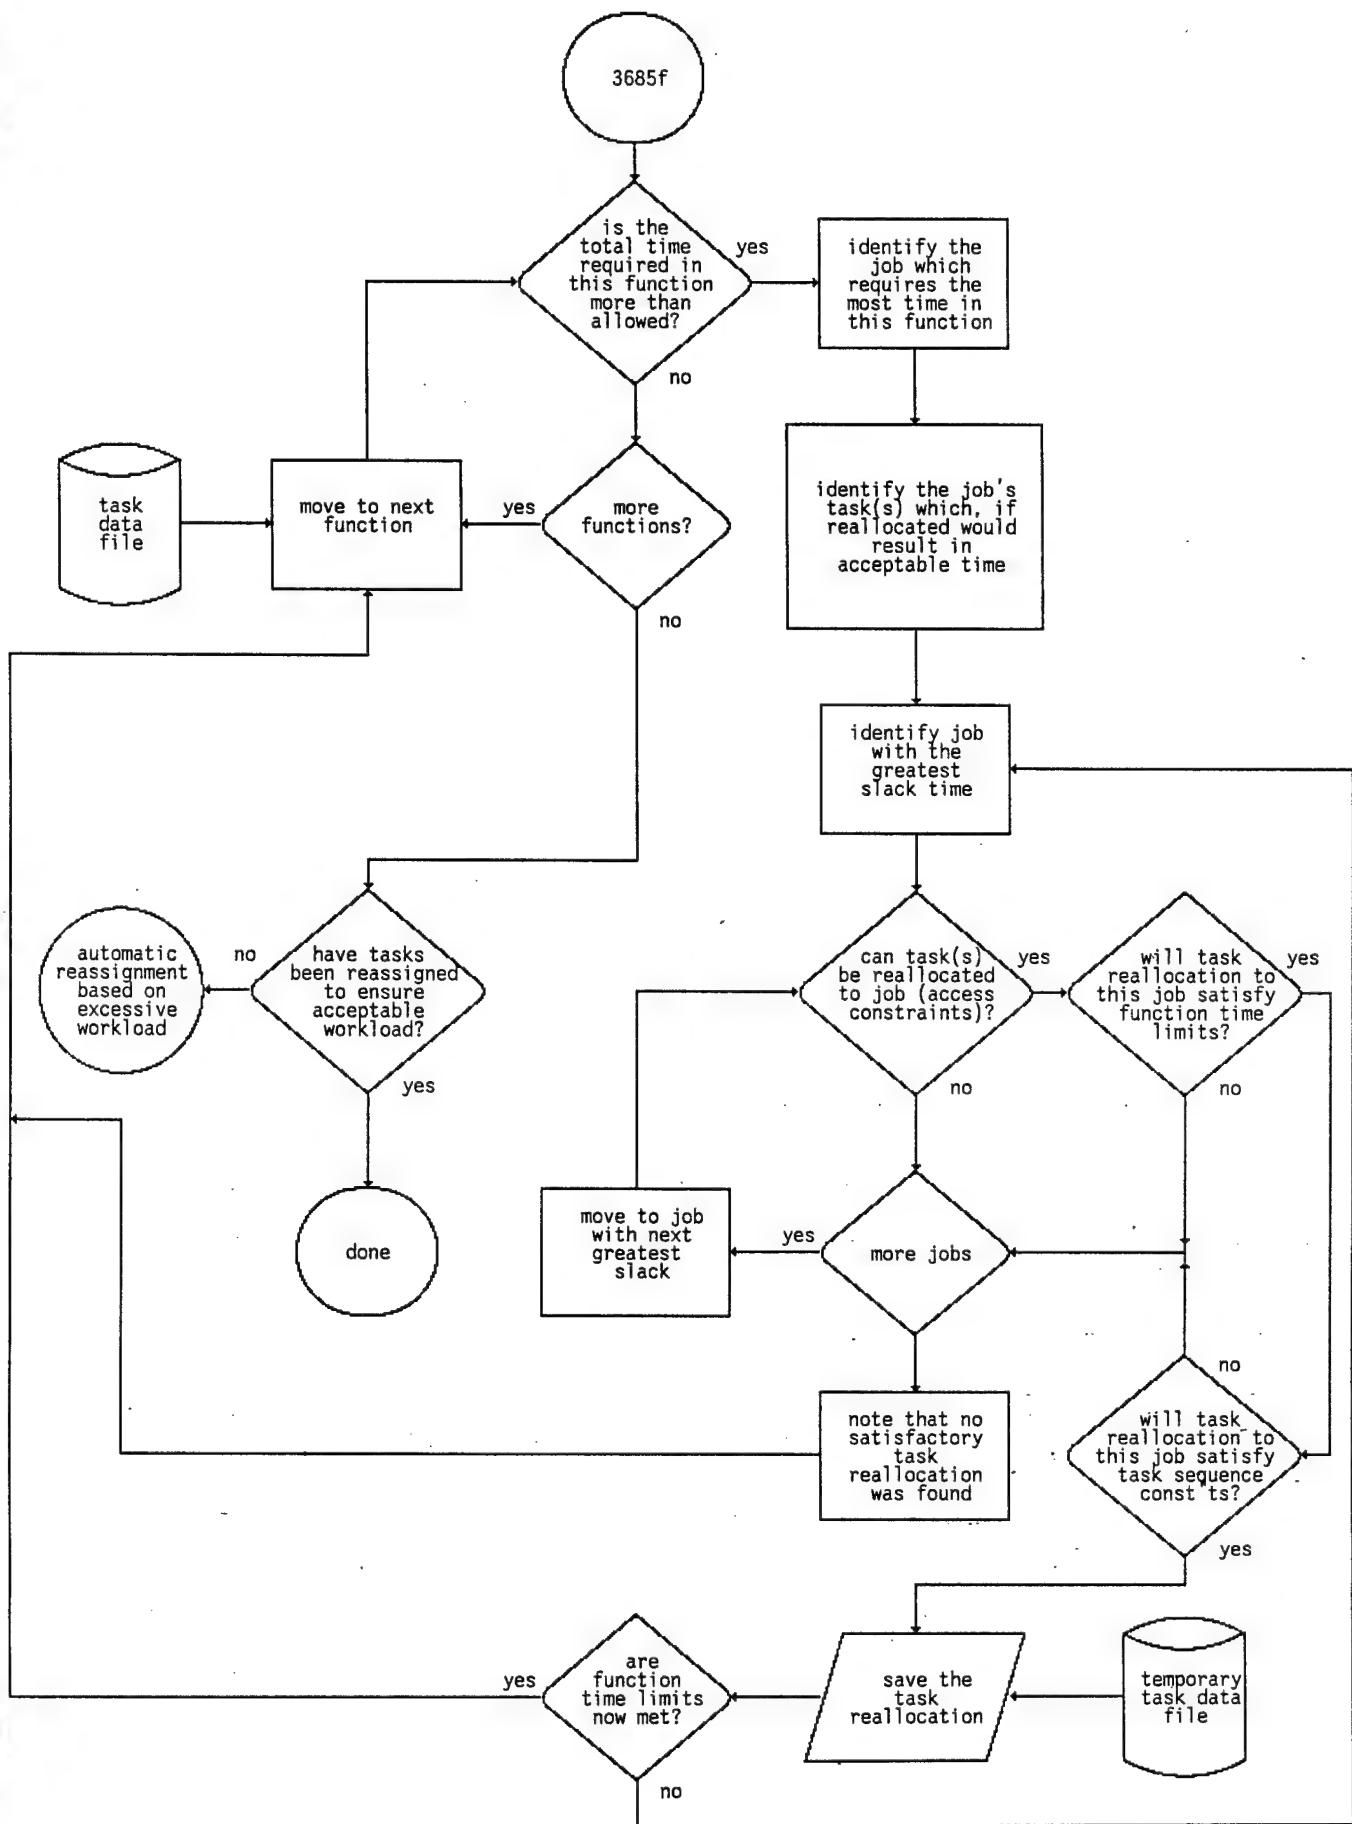 3685f
is the
total time
required in
this function
more than
allowed?
yes
identify the
job which
requires the
most time in
this function
no
task
data
file
move to next
function
yes
more
functions?
identify the job's
task(s) which, if
reallocated would
result in
acceptable time
no
identify job
with the
greatest
slack time
automatic
reassignment
based on
excessive
workload
no
have tasks
been reassigned
to ensure
acceptable
workload?
yes
can task(s)
be reallocated
to job (access
constraints)?
yes
will task
reallocation to
this job satisfy
function time
limits?
yes
no
no
done
move to job
with next
greatest
slack
yes
more jobs
no
note that no
satisfactory
task
reallocation
was found
will task
reallocation to
this job satisfy
task sequence
const"ts?
yes
yes
are
function
time limits
now met?
save the
task
reallocation
temporary
task data
file
no